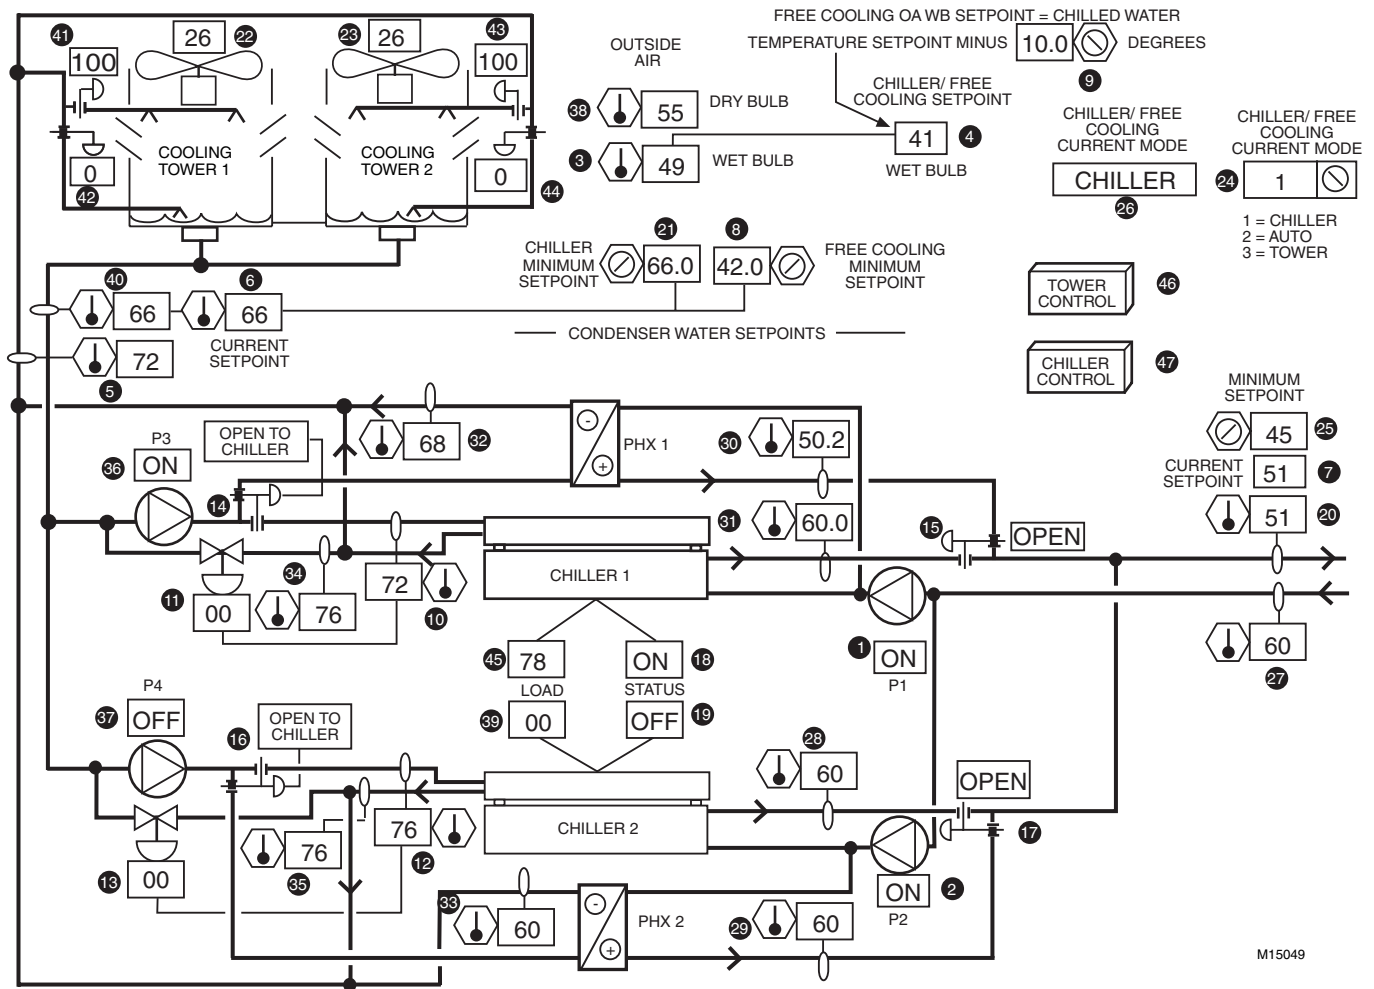 FREE COOLING OA WB SETPOINT = CHILLED WATER
TEMPERATURE SETPOINT MINUS 10.0 DEGREES
9
41
100
26
22
23
26
43
100
COOLING
TOWER 1
COOLING
TOWER 2
0
42
0
44
OUTSIDE
AIR
38
55
DRY BULB
3
49
WET BULB
CHILLER/ FREE
COOLING SETPOINT
41
4
WET BULB
CHILLER/ FREE
COOLING
CURRENT MODE
CHILLER
26
CHILLER/ FREE
COOLING
CURRENT MODE
24
1
1 = CHILLER
2 = AUTO
3 = TOWER
21
8
CHILLER
MINIMUM
SETPOINT
66.0
42.0
FREE COOLING
MINIMUM
SETPOINT
CONDENSER WATER SETPOINTS
TOWER
CONTROL
46
CHILLER
CONTROL
47
40
6
66
66
CURRENT
SETPOINT
72
5
MINIMUM
SETPOINT
45
25
CURRENT
SETPOINT
51
7
51
20
60
27
P3
36
ON
OPEN TO
CHILLER
14
68
32
-
+
PHX 1
30
50.2
31
60.0
15
OPEN
CHILLER 1
11
00
34
76
72
10
1
ON
P1
45
78
LOAD
39
00
ON
18
STATUS
OFF
19
P4
37
OFF
16
OPEN TO
CHILLER
28
60
OPEN
17
CHILLER 2
13
00
76
35
76
12
33
60
-
+
PHX 2
29
60
ON
2
P2
M15049